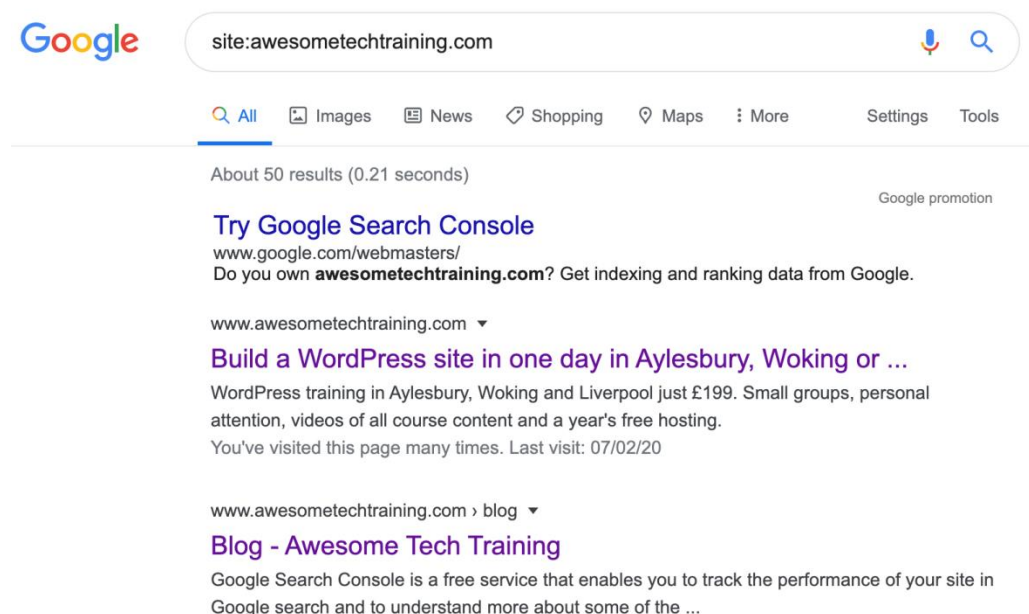 Google
site:awesometechtraining.com
All Images News Shopping Maps More Settings Tools
About 50 results (0.21 seconds)
Google promotion
Try Google Search Console
www.google.com/webmasters/
Do you own awesometechtraining.com? Get indexing and ranking data from Google.
www.awesometechtraining.com
Build a WordPress site in one day in Aylesbury, Woking or ...
WordPress training in Aylesbury, Woking and Liverpool just £199. Small groups, personal
attention, videos of all course content and a year's free hosting.
You've visited this page many times. Last visit: 07/02/20
www.awesometechtraining.com › blog
Blog - Awesome Tech Training
Google Search Console is a free service that enables you to track the performance of your site in
Google search and to understand more about some of the ...